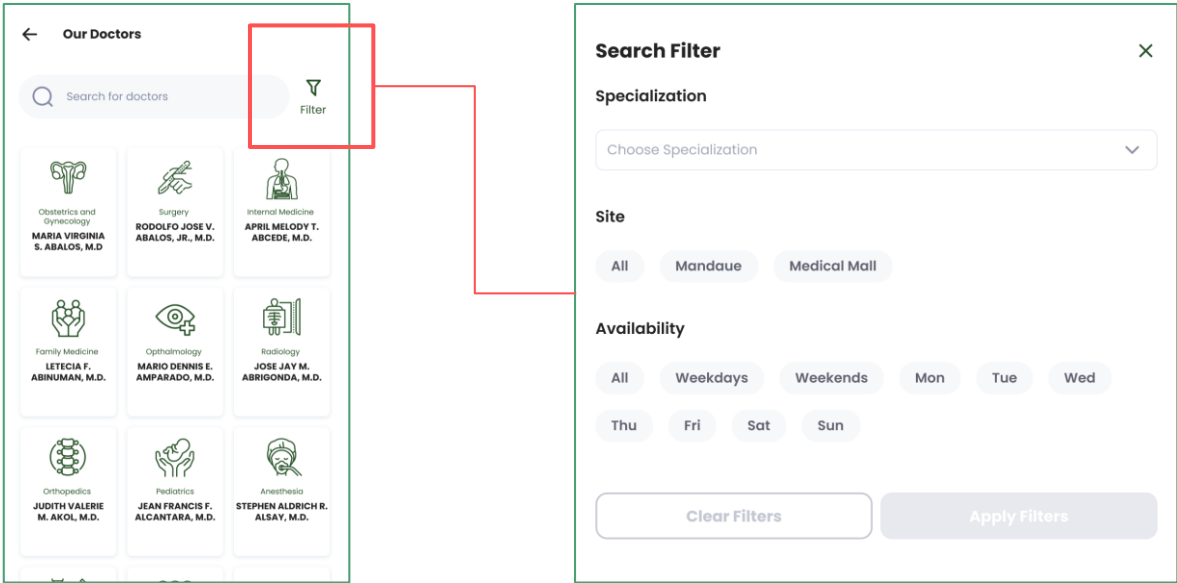 Our Doctors
Search for doctors
Filter
Obstetrics and
Gynecology
MARIA VIRGINIA
S. ABALOS, M.D
Surgery
RODOLFO JOSE V.
ABALOS, JR., M.D.
Internal Medicine
APRIL MELODY T.
ABCEDE, M.D.
Family Medicine
LETECIA F.
ABINUMAN, M.D.
Opthalmology
MARIO DENNIS E.
AMPARADO, M.D.
Radiology
JOSE JAY M.
ABRIGONDA, M.D.
Orthopedics
JUDITH VALERIE
M. AKOL, M.D.
Pediatrics
JEAN FRANCIS F.
ALCANTARA, M.D.
Anesthesia
STEPHEN ALDRICH R.
ALSAY, M.D.
Search Filter
Specialization
Choose Specialization
Site
All Mandaue Medical Mall
Availability
All Weekdays Weekends Mon Tue Wed
Thu Fri Sat Sun
Clear Filters Apply Filters